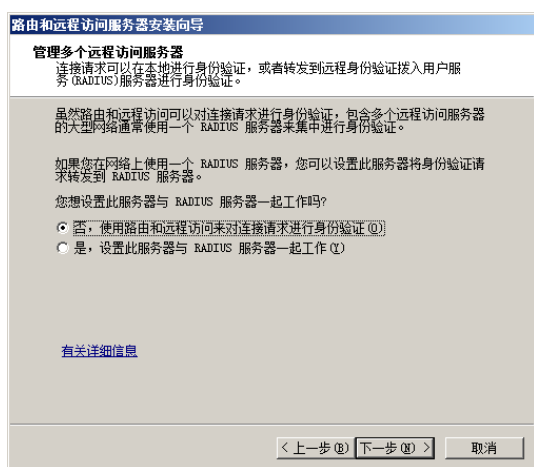 路由和远程访问服务器安装向导
管理多个远程访问服务器
连接请求可以在本地进行身份验证，或者转发到远程身份验证拨入用户服
务(RADIUS)服务器进行身份验证。
虽然路由和远程访问可以对连接请求进行身份验证，包含多个远程访问服务器
的大型网络通常使用一个 RADIUS 服务器来集中进行身份验证。
如果您在网络上使用一个 RADIUS 服务器，您可以设置此服务器将身份验证请
求转发到 RADIUS 服务器。
您想设置此服务器与 RADIUS 服务器一起工作吗?
否，使用路由和远程访问来对连接请求进行身份验证(O)
是，设置此服务器与 RADIUS 服务器一起工作(Y)
有关详细信息
< 上一步(B) 下一步(N) > 取消